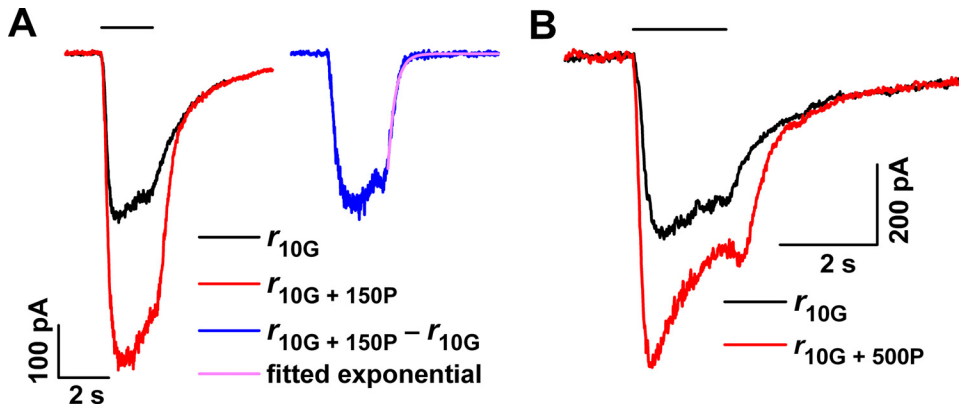 A
B
r10G
r10G + 150P
r10G + 150P – r10G
fitted exponential
100 pA
2 s
200 pA
2 s
r10G
r10G + 500P